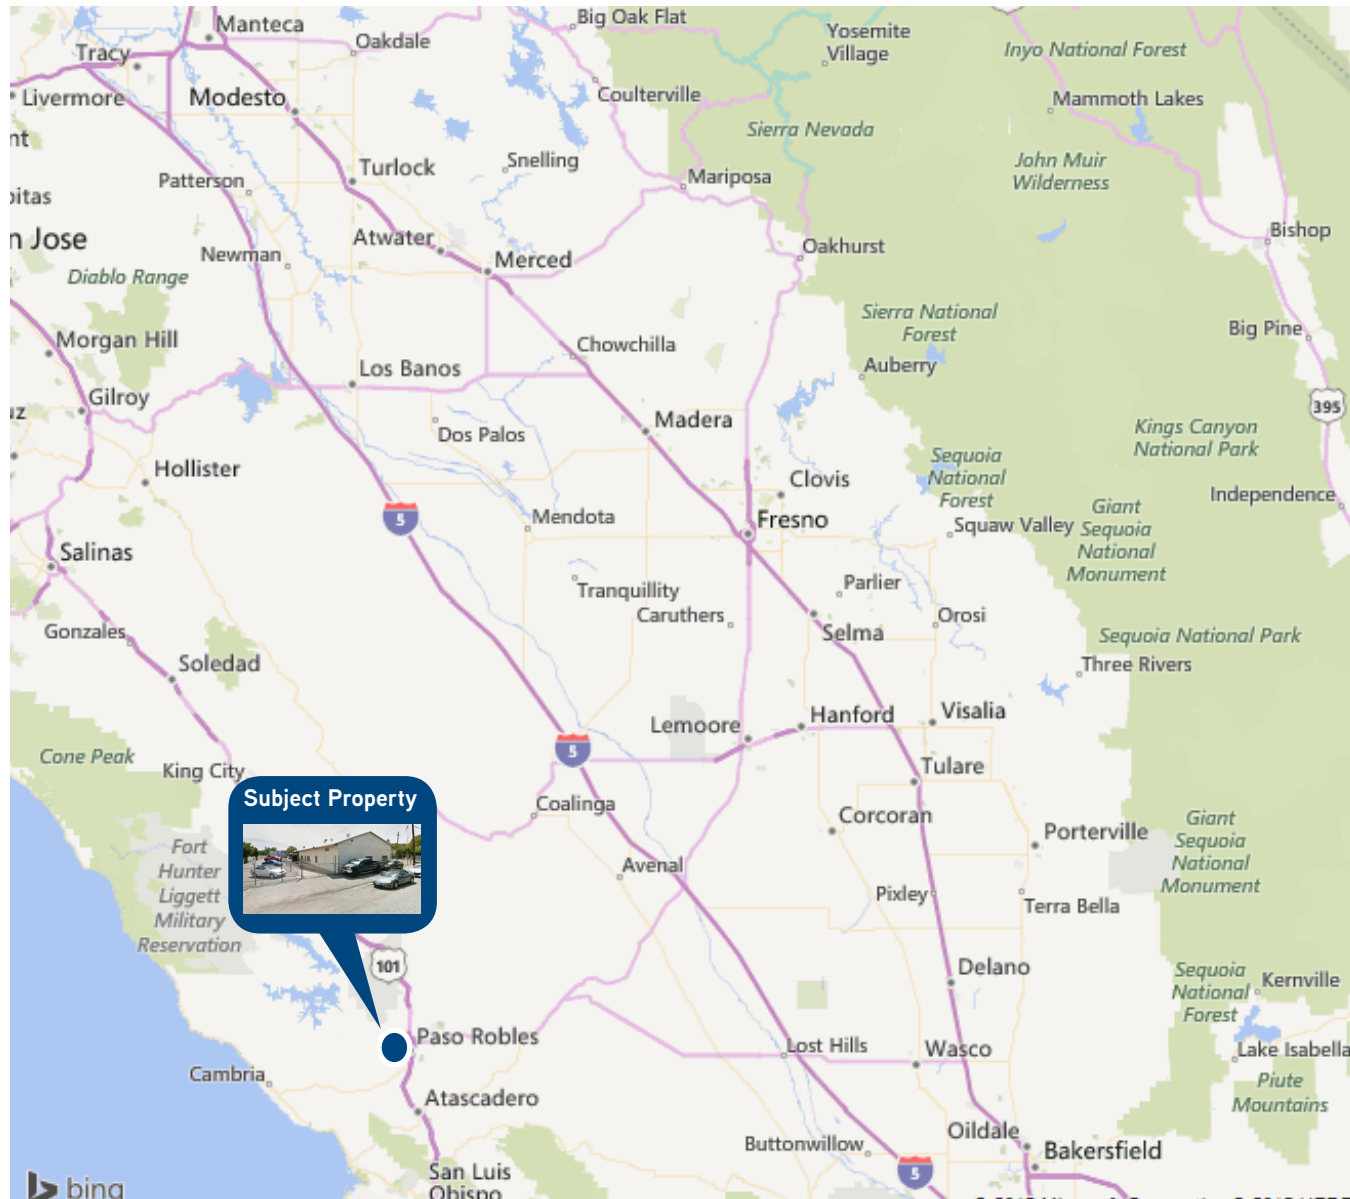 Manteca
Big Oak Flat
Yosemite
Village
Oakdale
Inyo National Forest
Tracy
Livermore
Modesto
Coulterville
Mammoth Lakes
nt
Sierra Nevada
Turlock
Snelling
John Muir
Wilderness
Patterson
Mariposa
itas
n Jose
Atwater
Newman
Merced
Oakhurst
Bishop
Diablo Range
Sierra National
Forest
Big Pine
Morgan Hill
Chowchilla
Auberry
Los Banos
Gilroy
uz
395
Madera
Dos Palos
Kings Canyon
National Park
Hollister
Clovis
Sequoia
National
Forest
Independence
5
Mendota
Fresno
Squaw Valley
Giant
Sequoia
National
Monument
Salinas
Tranquillity
Parlier
Caruthers
Orosi
Gonzales
Selma
Sequoia National Park
Soledad
Three Rivers
Lemoore
Hanford
Visalia
5
Cone Peak
King City
Tulare
Subject Property
Coalinga
Corcoran
Porterville
Giant
Sequoia
National
Monument
Fort
Hunter
Liggett
Military
Reservation
Avenal
Pixley
Terra Bella
101
Delano
Sequoia
National
Forest
Kernville
Paso Robles
Lost Hills
Wasco
Lake Isabella
Cambria
Atascadero
Piute
Mountains
Buttonwillow
Oildale
Bakersfield
San Luis
Obispo
5
bing